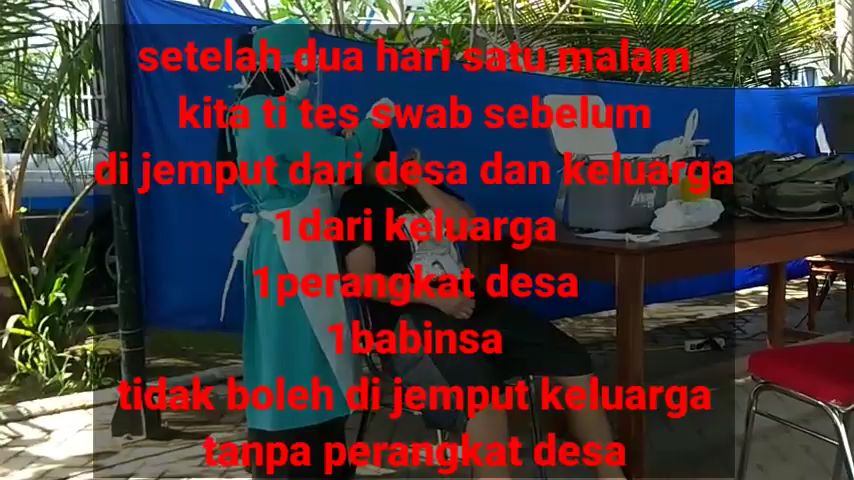 setelah dua hari satu malam
kita ti tes swab sebelum
di jemput dari desa dan keluarga
1dari keluarga
1perangkat desa
1babinsa
tidak boleh di jemput keluarga
tanpa perangkat desa